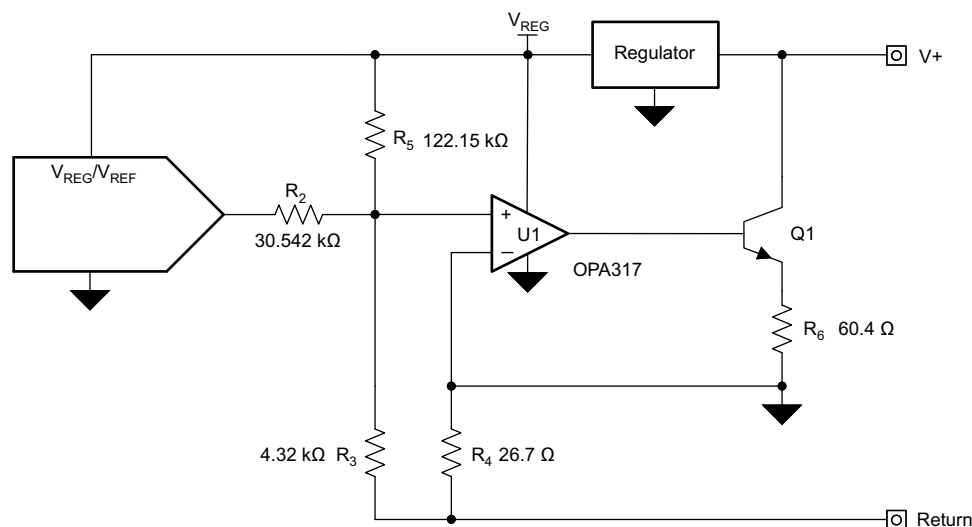 V_REG
Regulator
V+
R_5 122.15 kΩ
V_REG/V_REF
R_2
30.542 kΩ
+
U1
−
OPA317
Q1
R_6 60.4 Ω
4.32 kΩ R_3
R_4 26.7 Ω
Return